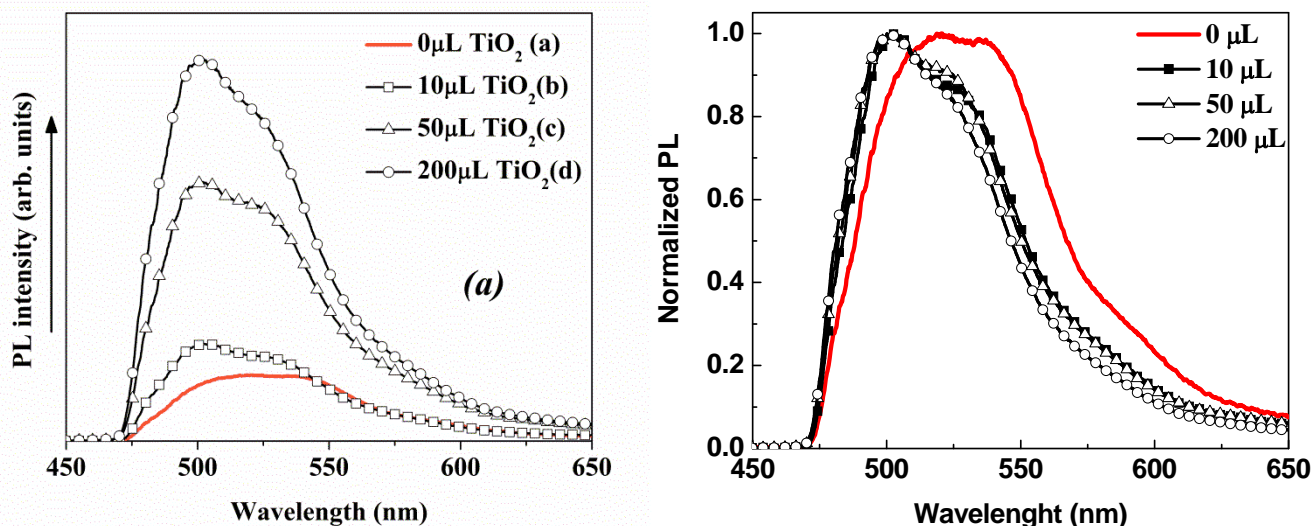 0μL TiO2 (a)
10μL TiO2(b)
50μL TiO2(c)
200μL TiO2(d)
PL intensity (arb. units)
(a)
450 500 550 600 650
Wavelength (nm)
1.0
0.8
0.6
0.4
0.2
0.0
Normalized PL
0 μL
10 μL
50 μL
200 μL
450 500 550 600 650
Wavelenght (nm)